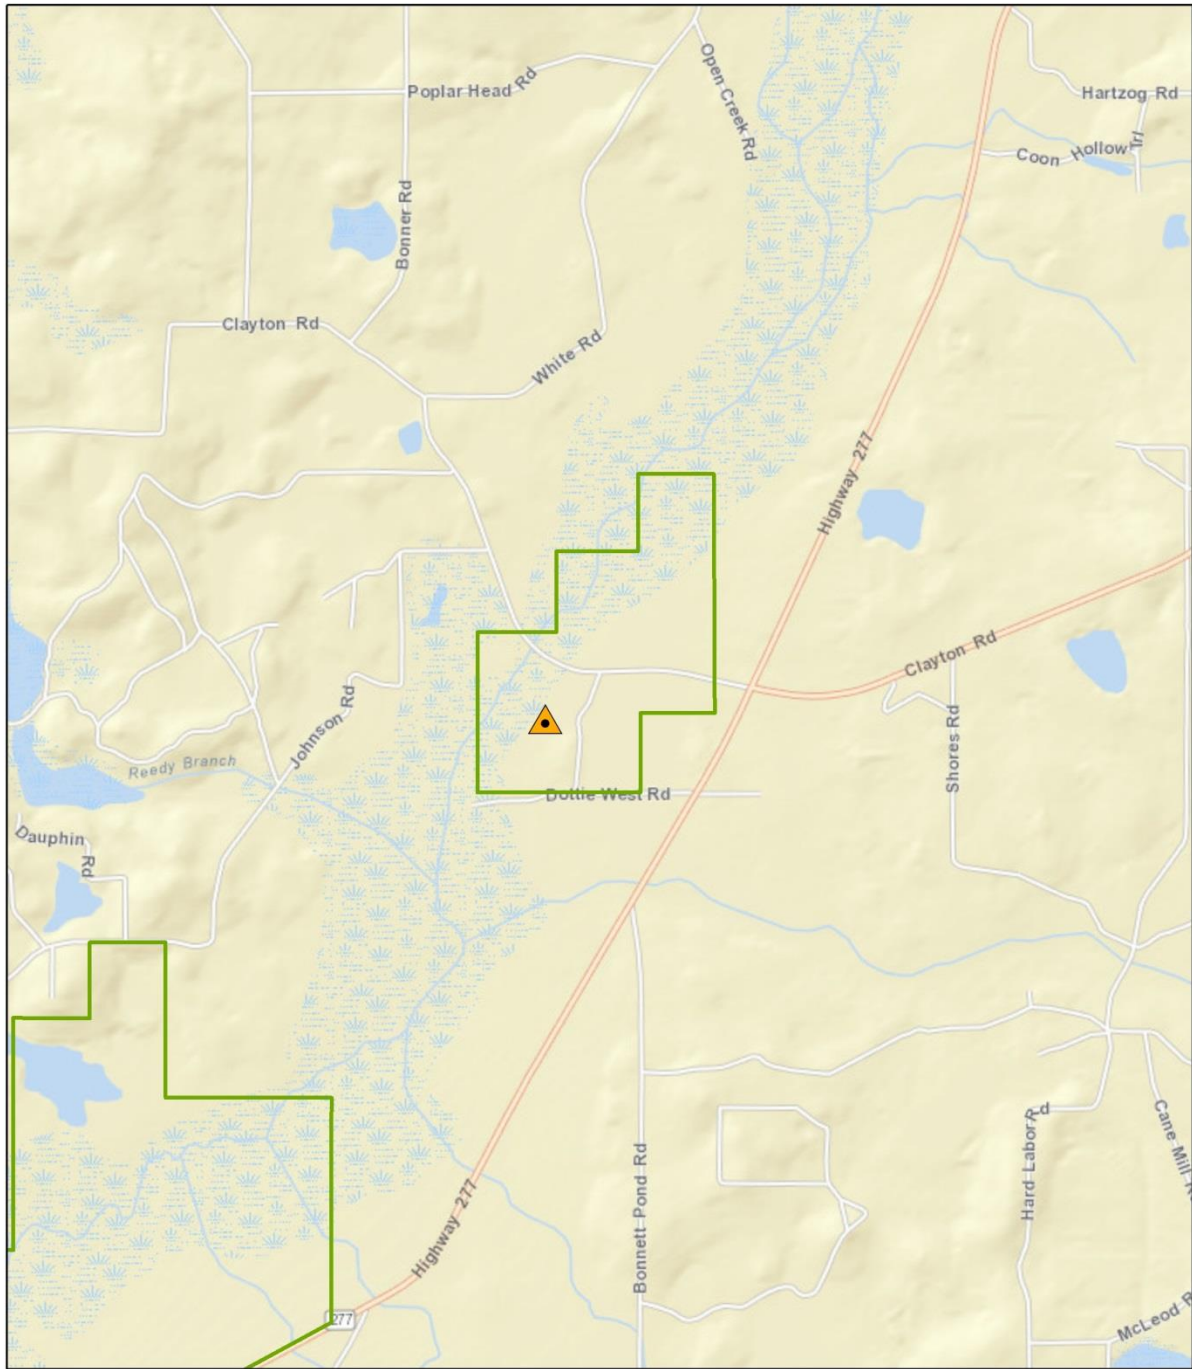 Hartzog Rd
Poplar Head Rd
Open Creek Rd
Coon Hollow Trl
Bonner Rd
Clayton Rd
White Rd
Highway 277
Clayton Rd
Johnson Rd
Shores Rd
Reedy Branch
Dottie West Rd
Dauphin Rd
Hard Labor Rd
Cane Mill R
Bonnett Pond Rd
Highway 277
277
McLeod R